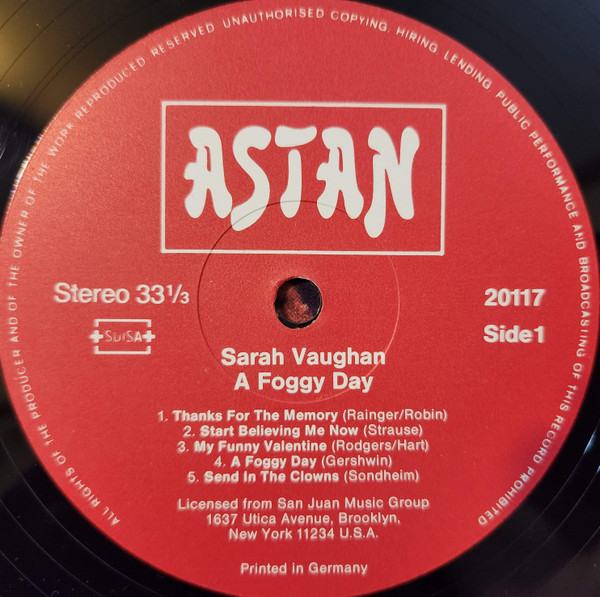 ALL RIGHTS OF THE PRODUCER AND OF THE OWNER OF THE WORK REPRODUCED RESERVED UNAUTHORISED COPYING, HIRING, LENDING, PUBLIC PERFORMANCE AND BROADCASTING OF THIS RECORD PROHIBITED
ASTAN
Stereo 33⅓
20117
SUISA
Side1
Sarah Vaughan
A Foggy Day
1. Thanks For The Memory (Rainger/Robin)
2. Start Believing Me Now (Strause)
3. My Funny Valentine (Rodgers/Hart)
4. A Foggy Day (Gershwin)
5. Send In The Clowns (Sondheim)
Licensed from San Juan Music Group
1637 Utica Avenue, Brooklyn,
New York 11234 U.S.A.
Printed in Germany